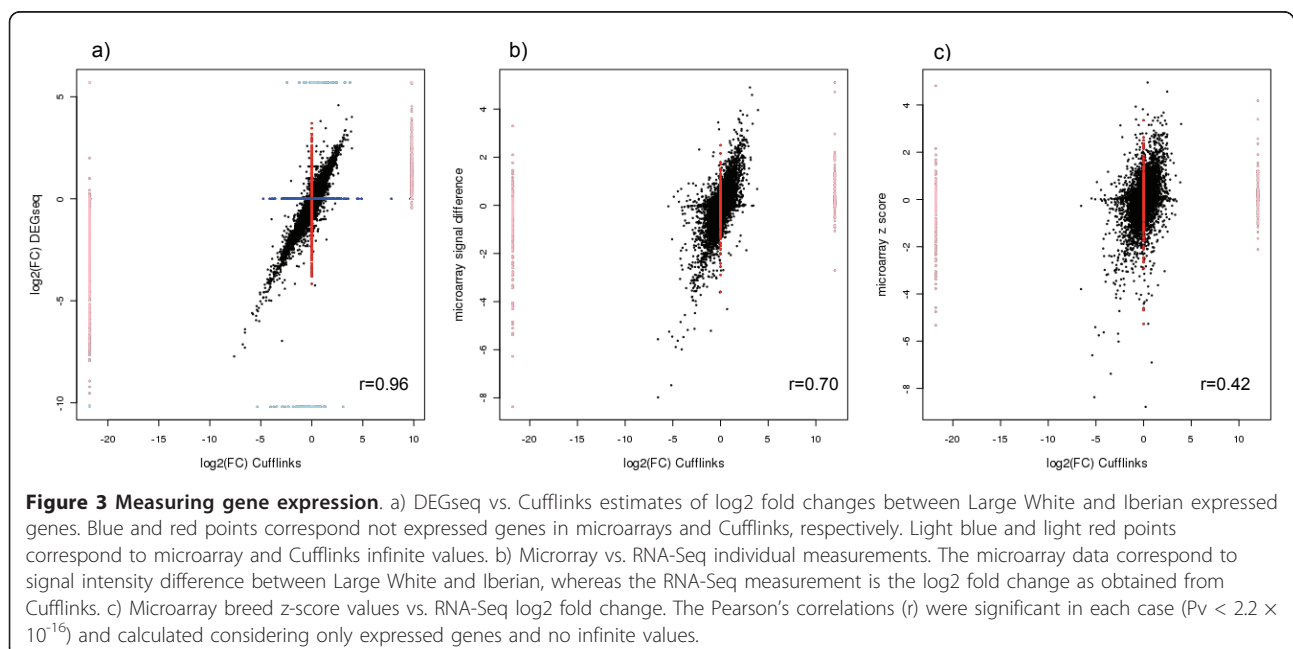 a)
b)
c)
log2(FC) DEGseq
5
0
-5
-10
-20
-15
-10
-5
0
5
10
log2(FC) Cufflinks
r=0.96
microarray signal difference
4
2
0
-2
-4
-6
-8
-20
-15
-10
-5
0
5
10
log2(FC) Cufflinks
r=0.70
microarray z score
4
2
0
-2
-4
-6
-8
-20
-15
-10
-5
0
5
10
log2(FC) Cufflinks
r=0.42
Figure 3 Measuring gene expression. a) DEGseq vs. Cufflinks estimates of log2 fold changes between Large White and Iberian expressed
genes. Blue and red points correspond not expressed genes in microarrays and Cufflinks, respectively. Light blue and light red points
correspond to microarray and Cufflinks infinite values. b) Microrray vs. RNA-Seq individual measurements. The microarray data correspond to
signal intensity difference between Large White and Iberian, whereas the RNA-Seq measurement is the log2 fold change as obtained from
Cufflinks. c) Microarray breed z-score values vs. RNA-Seq log2 fold change. The Pearson's correlations (r) were significant in each case (Pv < 2.2 ×
10-16) and calculated considering only expressed genes and no infinite values.